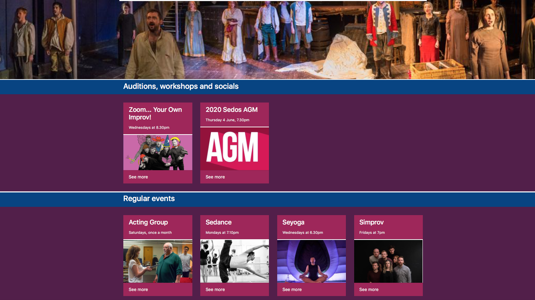 Auditions, workshops and socials
Zoom... Your Own
Improv!
Wednesdays at 8.30pm
2020 Sedos AGM
Thursday 4 June, 7.30pm
AGM
See more
See more
Regular events
Acting Group
Saturdays, once a month
Sedance
Mondays at 7.10pm
Seyoga
Wednesdays at 6.30pm
Simprov
Fridays at 7pm
See more
See more
See more
See more